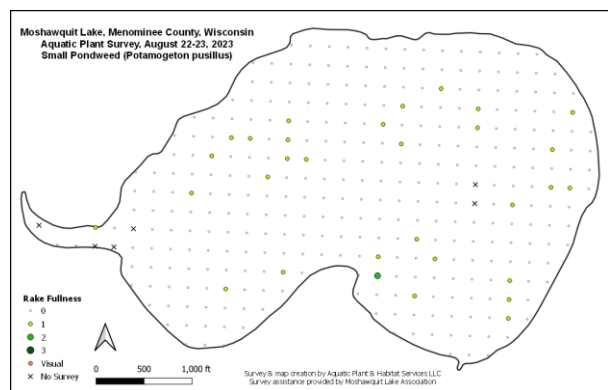 Moshawquit Lake, Menominee County, Wisconsin
Aquatic Plant Survey, August 22-23, 2023
Small Pondweed (Potamogeton pusillus)
Rake Fullness
0
1
2
3
Visual
No Survey
0 500 1,000 ft
Survey & map creation by Aquatic Plant & Habitat Services LLC
Survey assistance provided by Moshawquit Lake Association